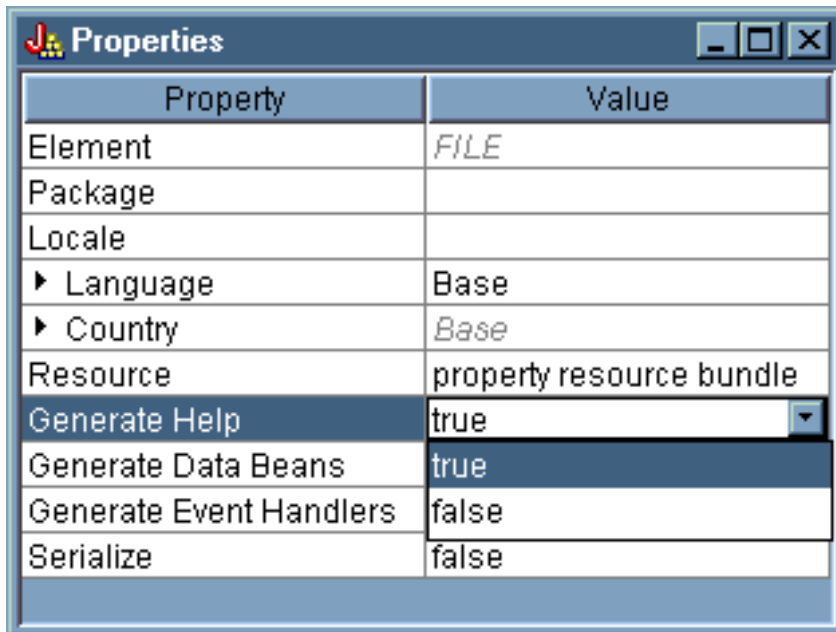 Properties
Property Value
Element FILE
Package
Locale
Language Base
Country Base
Resource property resource bundle
Generate Help true
Generate Data Beans true
Generate Event Handlers false
Serialize false